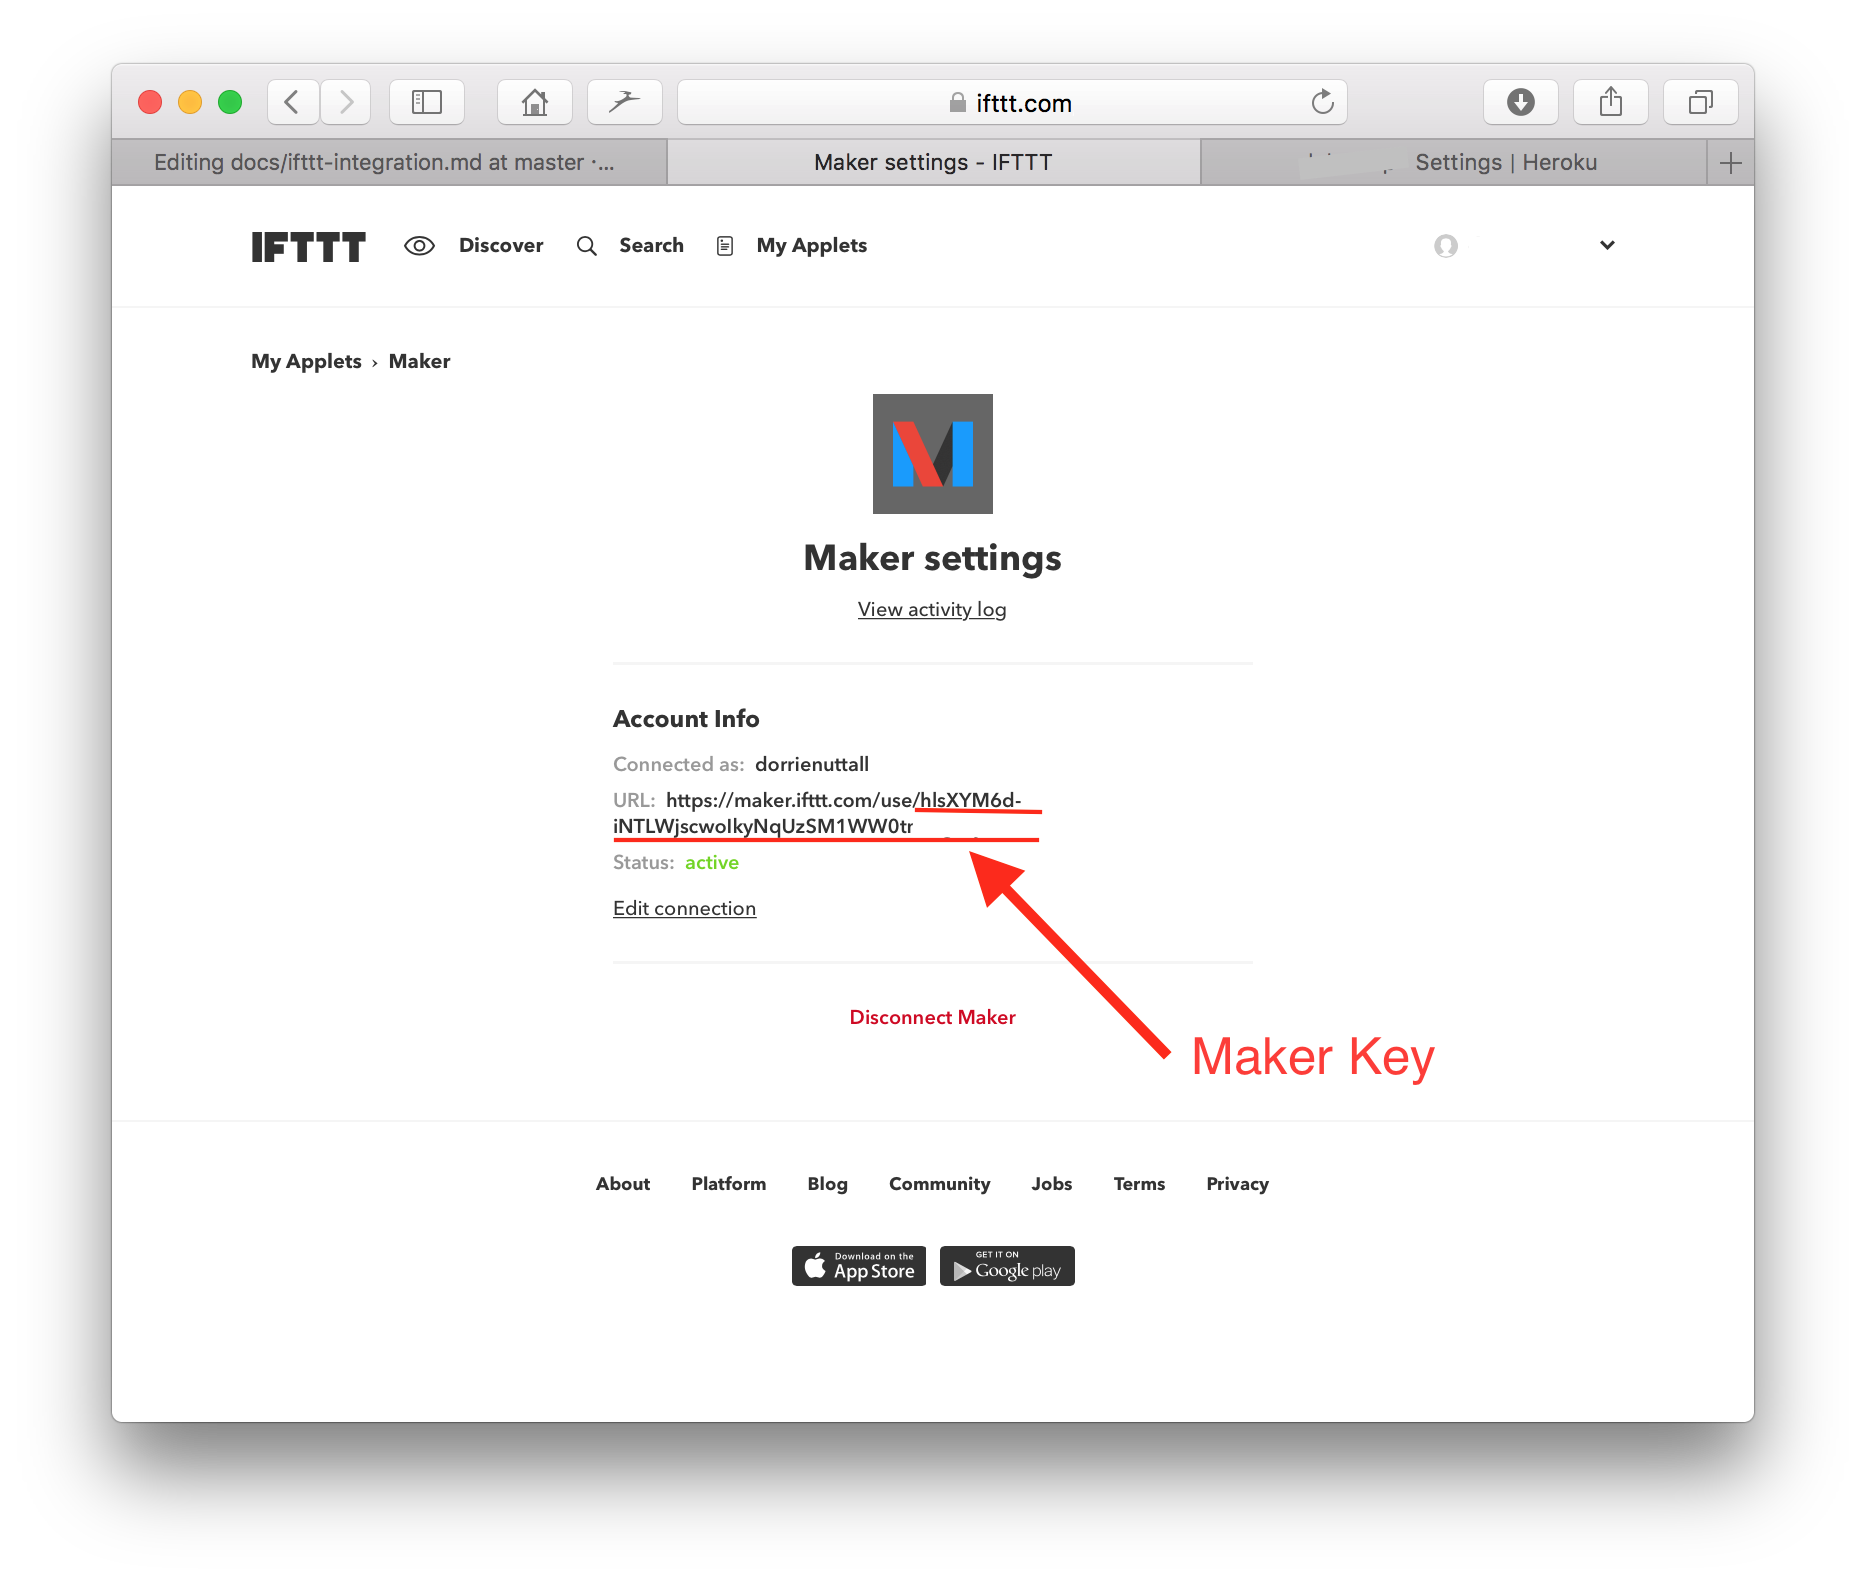 ifttt.com
Editing docs/ifttt-integration.md at master ·...
Maker settings - IFTTT
Settings | Heroku
IFTTT
Discover
Search
My Applets
My Applets › Maker
Maker settings
View activity log
Account Info
Connected as: dorrienuttall
URL: https://maker.ifttt.com/use/hlsXYM6d-
iNTLWjscwoIkyNqUzSM1WW0tr
Status: active
Edit connection
Disconnect Maker
Maker Key
About Platform Blog Community Jobs Terms Privacy
Download on the
App Store
GET IT ON
Google play